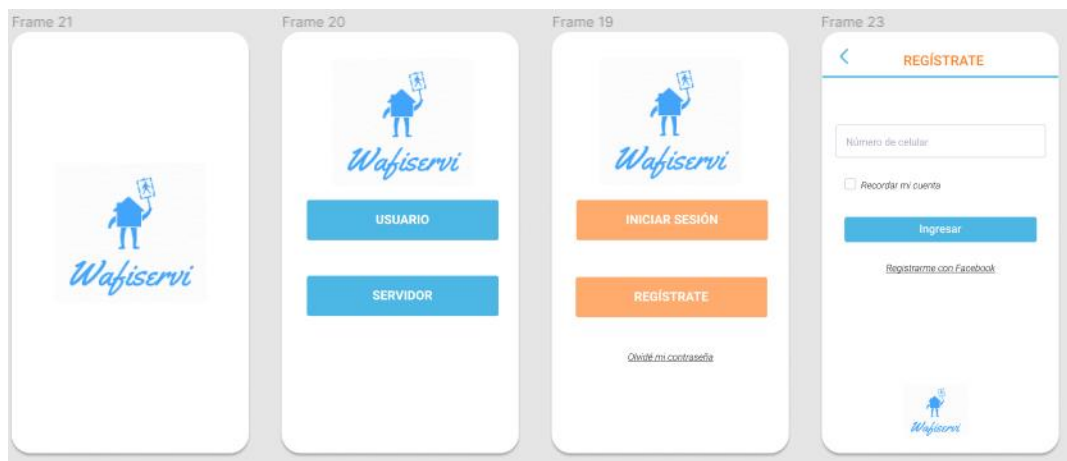 Frame 21
Wafiservi
Frame 20
Wafiservi
USUARIO
SERVIDOR
Frame 19
Wafiservi
INICIAR SESIÓN
REGÍSTRATE
Olvidé mi contraseña
Frame 23
REGÍSTRATE
Número de celular
Recordar mi cuenta
Ingresar
Registrarme con Facebook
Wafiservi